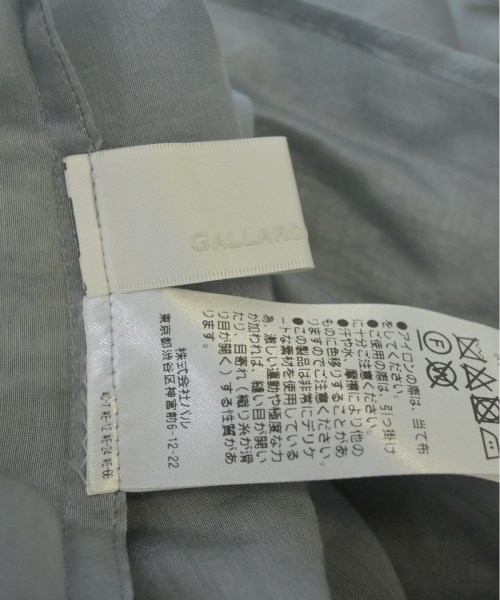 GALLARD
●アイロンの際は、当て布
をしてください。
●ご使用の際は、引っ掛け
に十分ご注意ください。
●汗や水、摩擦により他の
ものに色移りすることがあ
りますのでご注意ください。
●この製品は非常にデリケ
ートな素材を使用している
為、激しい運動や極度な力
が加われば、縫い目が開い
たり、目寄れ(縫り糸が滑
り目が開く)する性質があ
ります。
株式会社パル
東京都渋谷区神宮前6-12-22